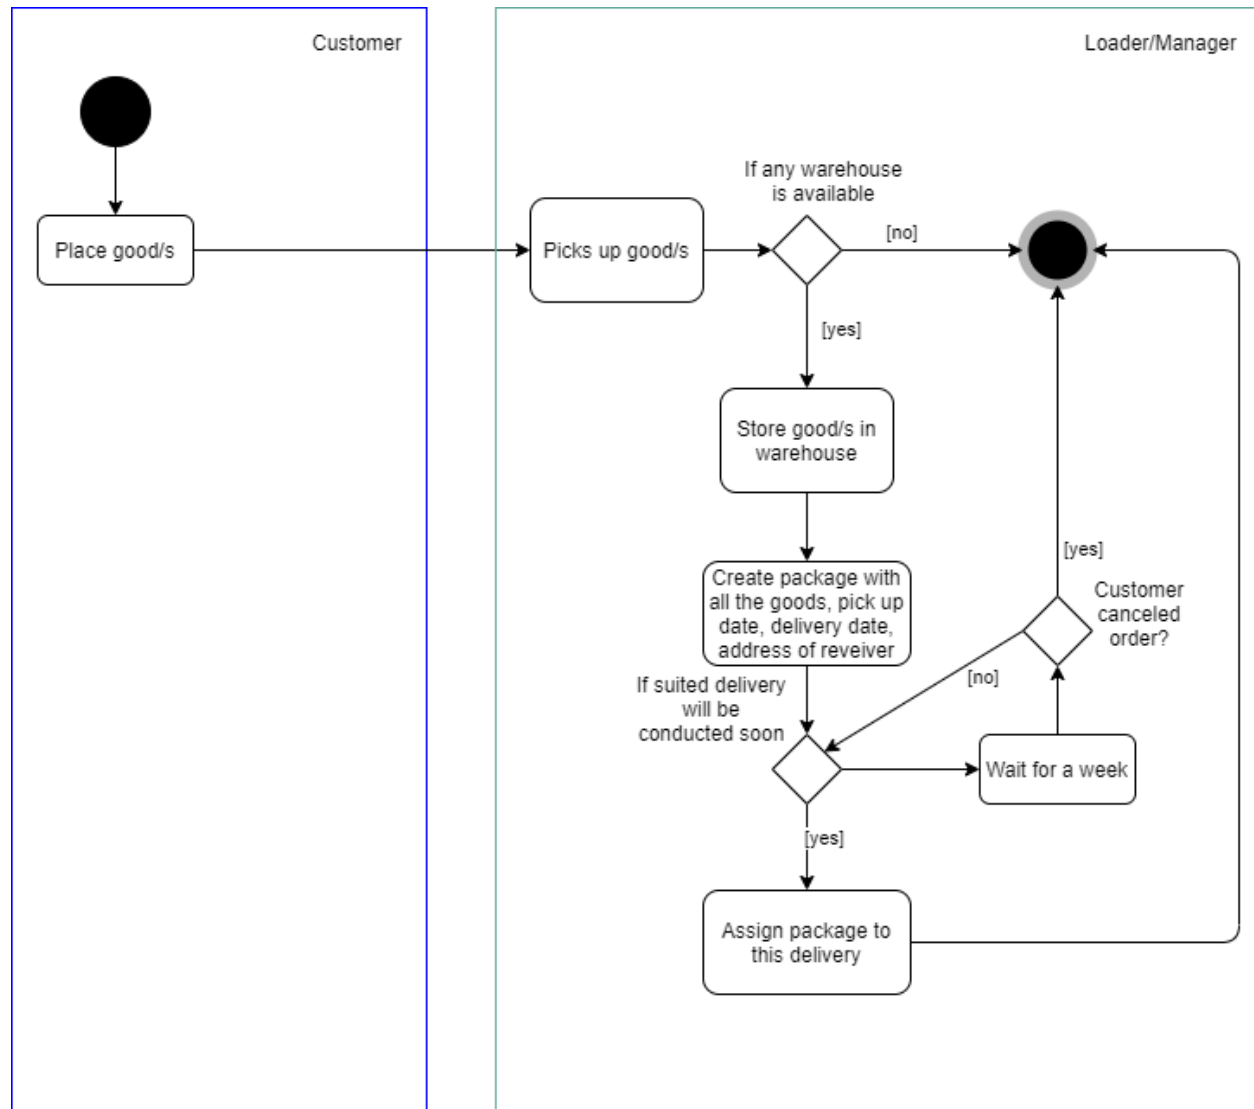 Customer
Loader/Manager
Place good/s
Picks up good/s
If any warehouse
is available
[no]
[yes]
Store good/s in
warehouse
Create package with
all the goods, pick up
date, delivery date,
address of reveiver
[yes]
Customer
canceled
order?
[no]
If suited delivery
will be
conducted soon
Wait for a week
[yes]
Assign package to
this delivery